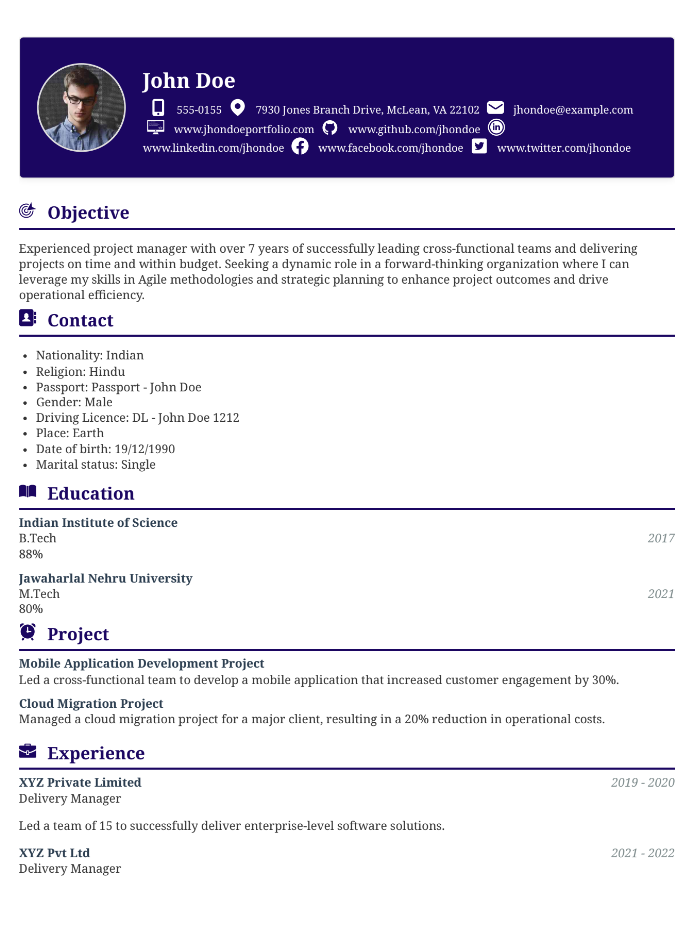 John Doe
555-0155 7930 Jones Branch Drive, McLean, VA 22102 jhondoe@example.com
www.jhondoeportfolio.com www.github.com/jhondoe
www.linkedin.com/jhondoe www.facebook.com/jhondoe www.twitter.com/jhondoe
Objective
Experienced project manager with over 7 years of successfully leading cross-functional teams and delivering
projects on time and within budget. Seeking a dynamic role in a forward-thinking organization where I can
leverage my skills in Agile methodologies and strategic planning to enhance project outcomes and drive
operational efficiency.
Contact
• Nationality: Indian
• Religion: Hindu
• Passport: Passport - John Doe
• Gender: Male
• Driving Licence: DL - John Doe 1212
• Place: Earth
• Date of birth: 19/12/1990
• Marital status: Single
Education
Indian Institute of Science
B.Tech 2017
88%
Jawaharlal Nehru University
M.Tech 2021
80%
Project
Mobile Application Development Project
Led a cross-functional team to develop a mobile application that increased customer engagement by 30%.
Cloud Migration Project
Managed a cloud migration project for a major client, resulting in a 20% reduction in operational costs.
Experience
XYZ Private Limited 2019 - 2020
Delivery Manager
Led a team of 15 to successfully deliver enterprise-level software solutions.
XYZ Pvt Ltd 2021 - 2022
Delivery Manager